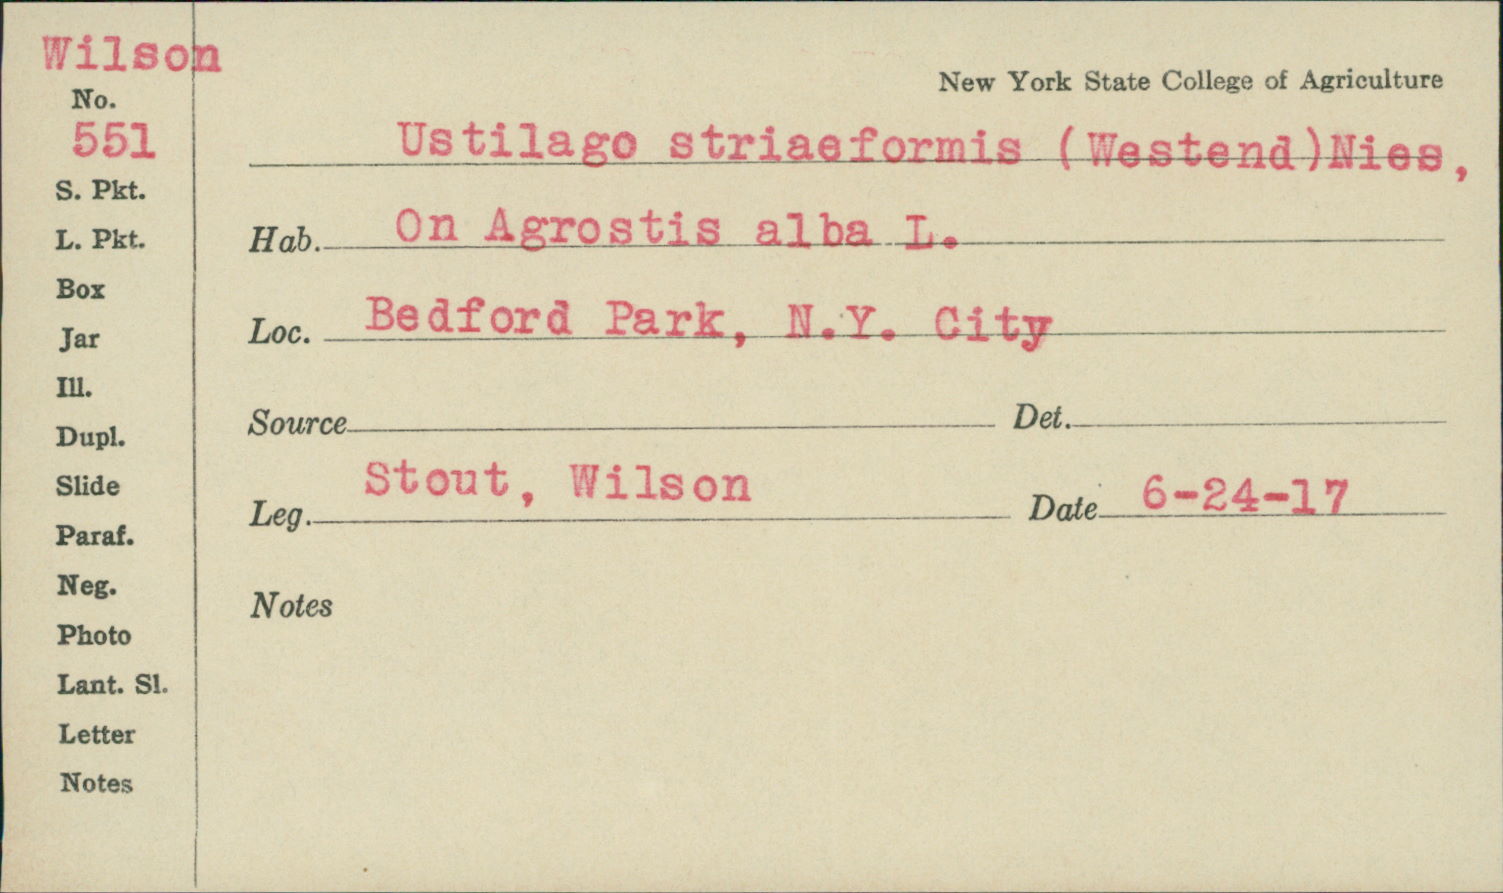 Wilson
New York State College of Agriculture
No.
551
Ustilago striaeformis (Westend)Nies,
S. Pkt.
L. Pkt.
Hab. On Agrostis alba L.
Box
Jar
Loc. Bedford Park, N.Y. City
Ill.
Dupl.
Source Det.
Slide
Leg. Stout, Wilson Date 6-24-17
Paraf.
Neg.
Notes
Photo
Lant. Sl.
Letter
Notes